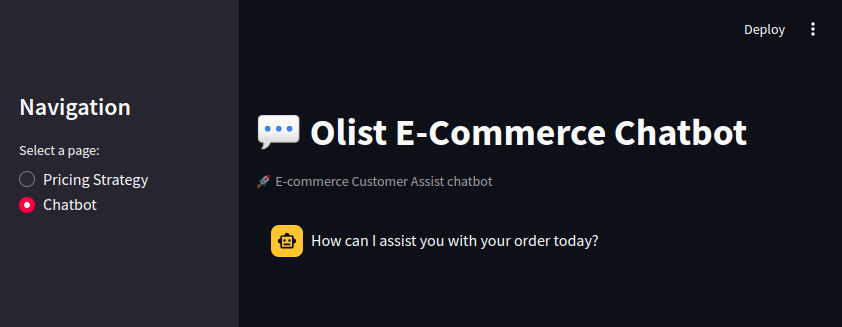 Deploy
Navigation
Select a page:
Pricing Strategy
Chatbot
💬 Olist E-Commerce Chatbot
🚀 E-commerce Customer Assist chatbot
How can I assist you with your order today?